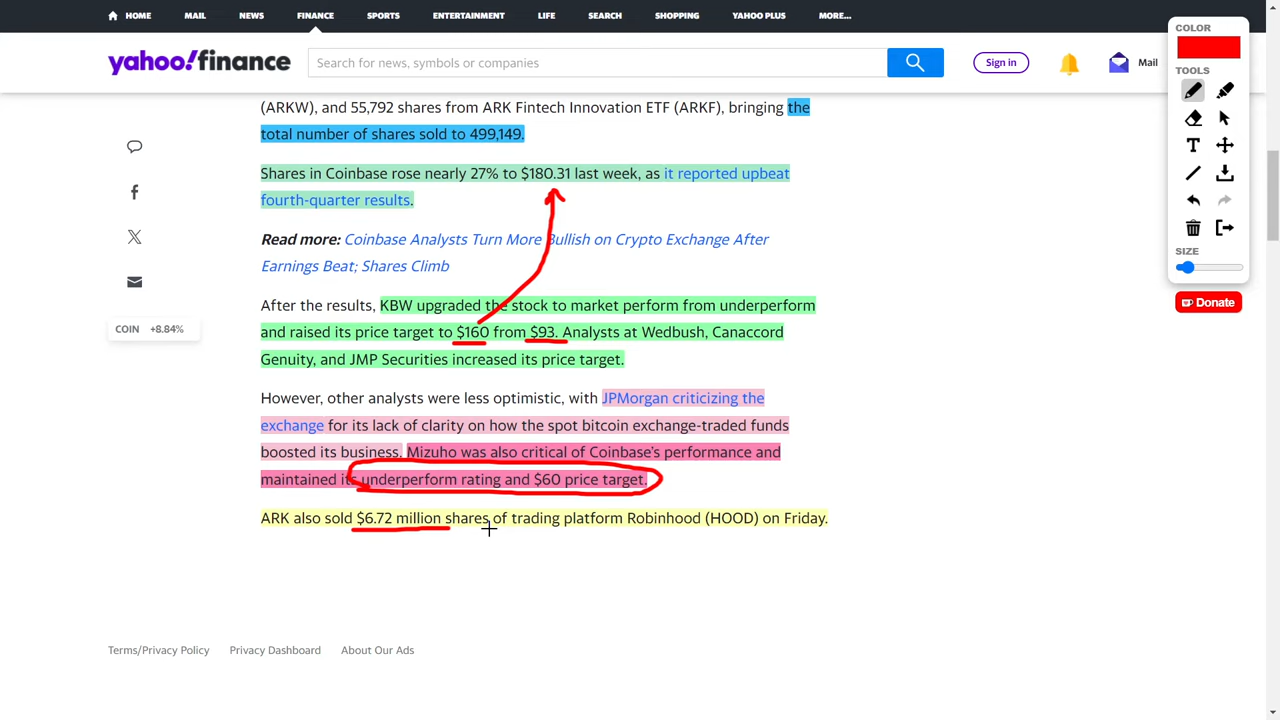 HOME MAIL NEWS FINANCE SPORTS ENTERTAINMENT LIFE SEARCH SHOPPING YAHOO PLUS MORE...
yahoo!finance
Search for news, symbols or companies
Sign in
Mail
COLOR
TOOLS
T
SIZE
Donate
(ARKW), and 55,792 shares from ARK Fintech Innovation ETF (ARKF), bringing the
total number of shares sold to 499,149.
Shares in Coinbase rose nearly 27% to $180.31 last week, as it reported upbeat
fourth-quarter results.
Read more: Coinbase Analysts Turn More Bullish on Crypto Exchange After
Earnings Beat; Shares Climb
After the results, KBW upgraded the stock to market perform from underperform
and raised its price target to $160 from $93. Analysts at Wedbush, Canaccord
Genuity, and JMP Securities increased its price target.
COIN +8.84%
However, other analysts were less optimistic, with JPMorgan criticizing the
exchange for its lack of clarity on how the spot bitcoin exchange-traded funds
boosted its business. Mizuho was also critical of Coinbase's performance and
maintained its underperform rating and $60 price target.
ARK also sold $6.72 million shares of trading platform Robinhood (HOOD) on Friday.
Terms/Privacy Policy Privacy Dashboard About Our Ads